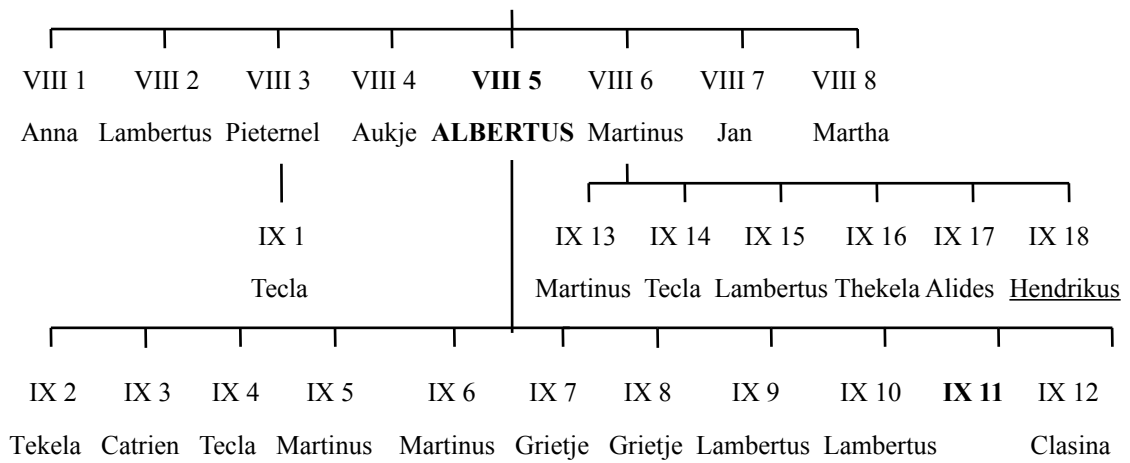 VIII 1 VIII 2 VIII 3 VIII 4 VIII 5 VIII 6 VIII 7 VIII 8
Anna Lambertus Pieternel Aukje ALBERTUS Martinus Jan Martha
IX 1 IX 13 IX 14 IX 15 IX 16 IX 17 IX 18
Tecla Martinus Tecla Lambertus Thekela Alides Hendrikus
IX 2 IX 3 IX 4 IX 5 IX 6 IX 7 IX 8 IX 9 IX 10 IX 11 IX 12
Tekela Catrien Tecla Martinus Martinus Grietje Grietje Lambertus Lambertus Clasina